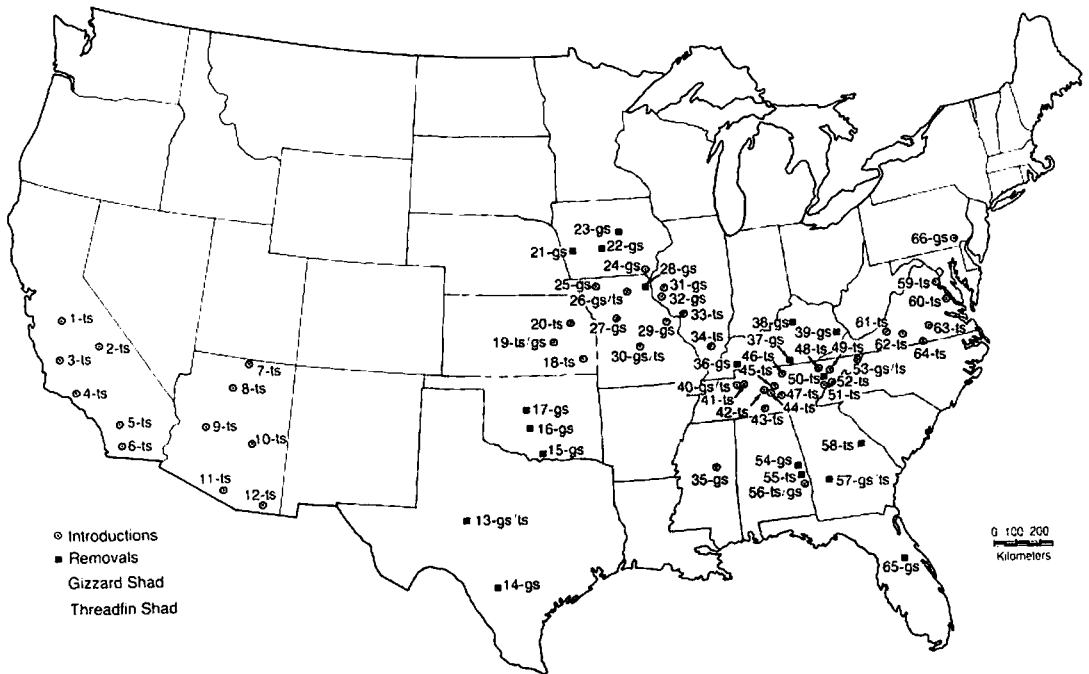 23-gs
22-gs
21-gs
24-gs
28-gs
25-gs
31-gs
26-gs/ts
32-gs
66-gs
59-ts
60-ts
1-ts
20-ts
27-gs
29-gs
33-ts
38-gs
39-gs
61-ts
63-ts
2-ts
19-ts/gs
30-gs/ts
34-ts
37-gs
48-ts
49-ts
62-ts
64-ts
3-ts
18-ts
36-gs
46-ts
45-ts
50-ts
53-gs/ts
7-ts
40-gs/ts
52-ts
4-ts
8-ts
41-ts
47-ts
51-ts
42-ts
44-ts
43-ts
17-gs
5-ts
9-ts
16-gs
6-ts
10-ts
15-gs
58-ts
54-gs
35-gs
55-ts
57-gs'ts
56-ts/gs
11-ts
12-ts
13-gs'ts
Introductions
Removals
Gizzard Shad
Threadfin Shad
14-gs
65-gs
0 100 200
Kilometers